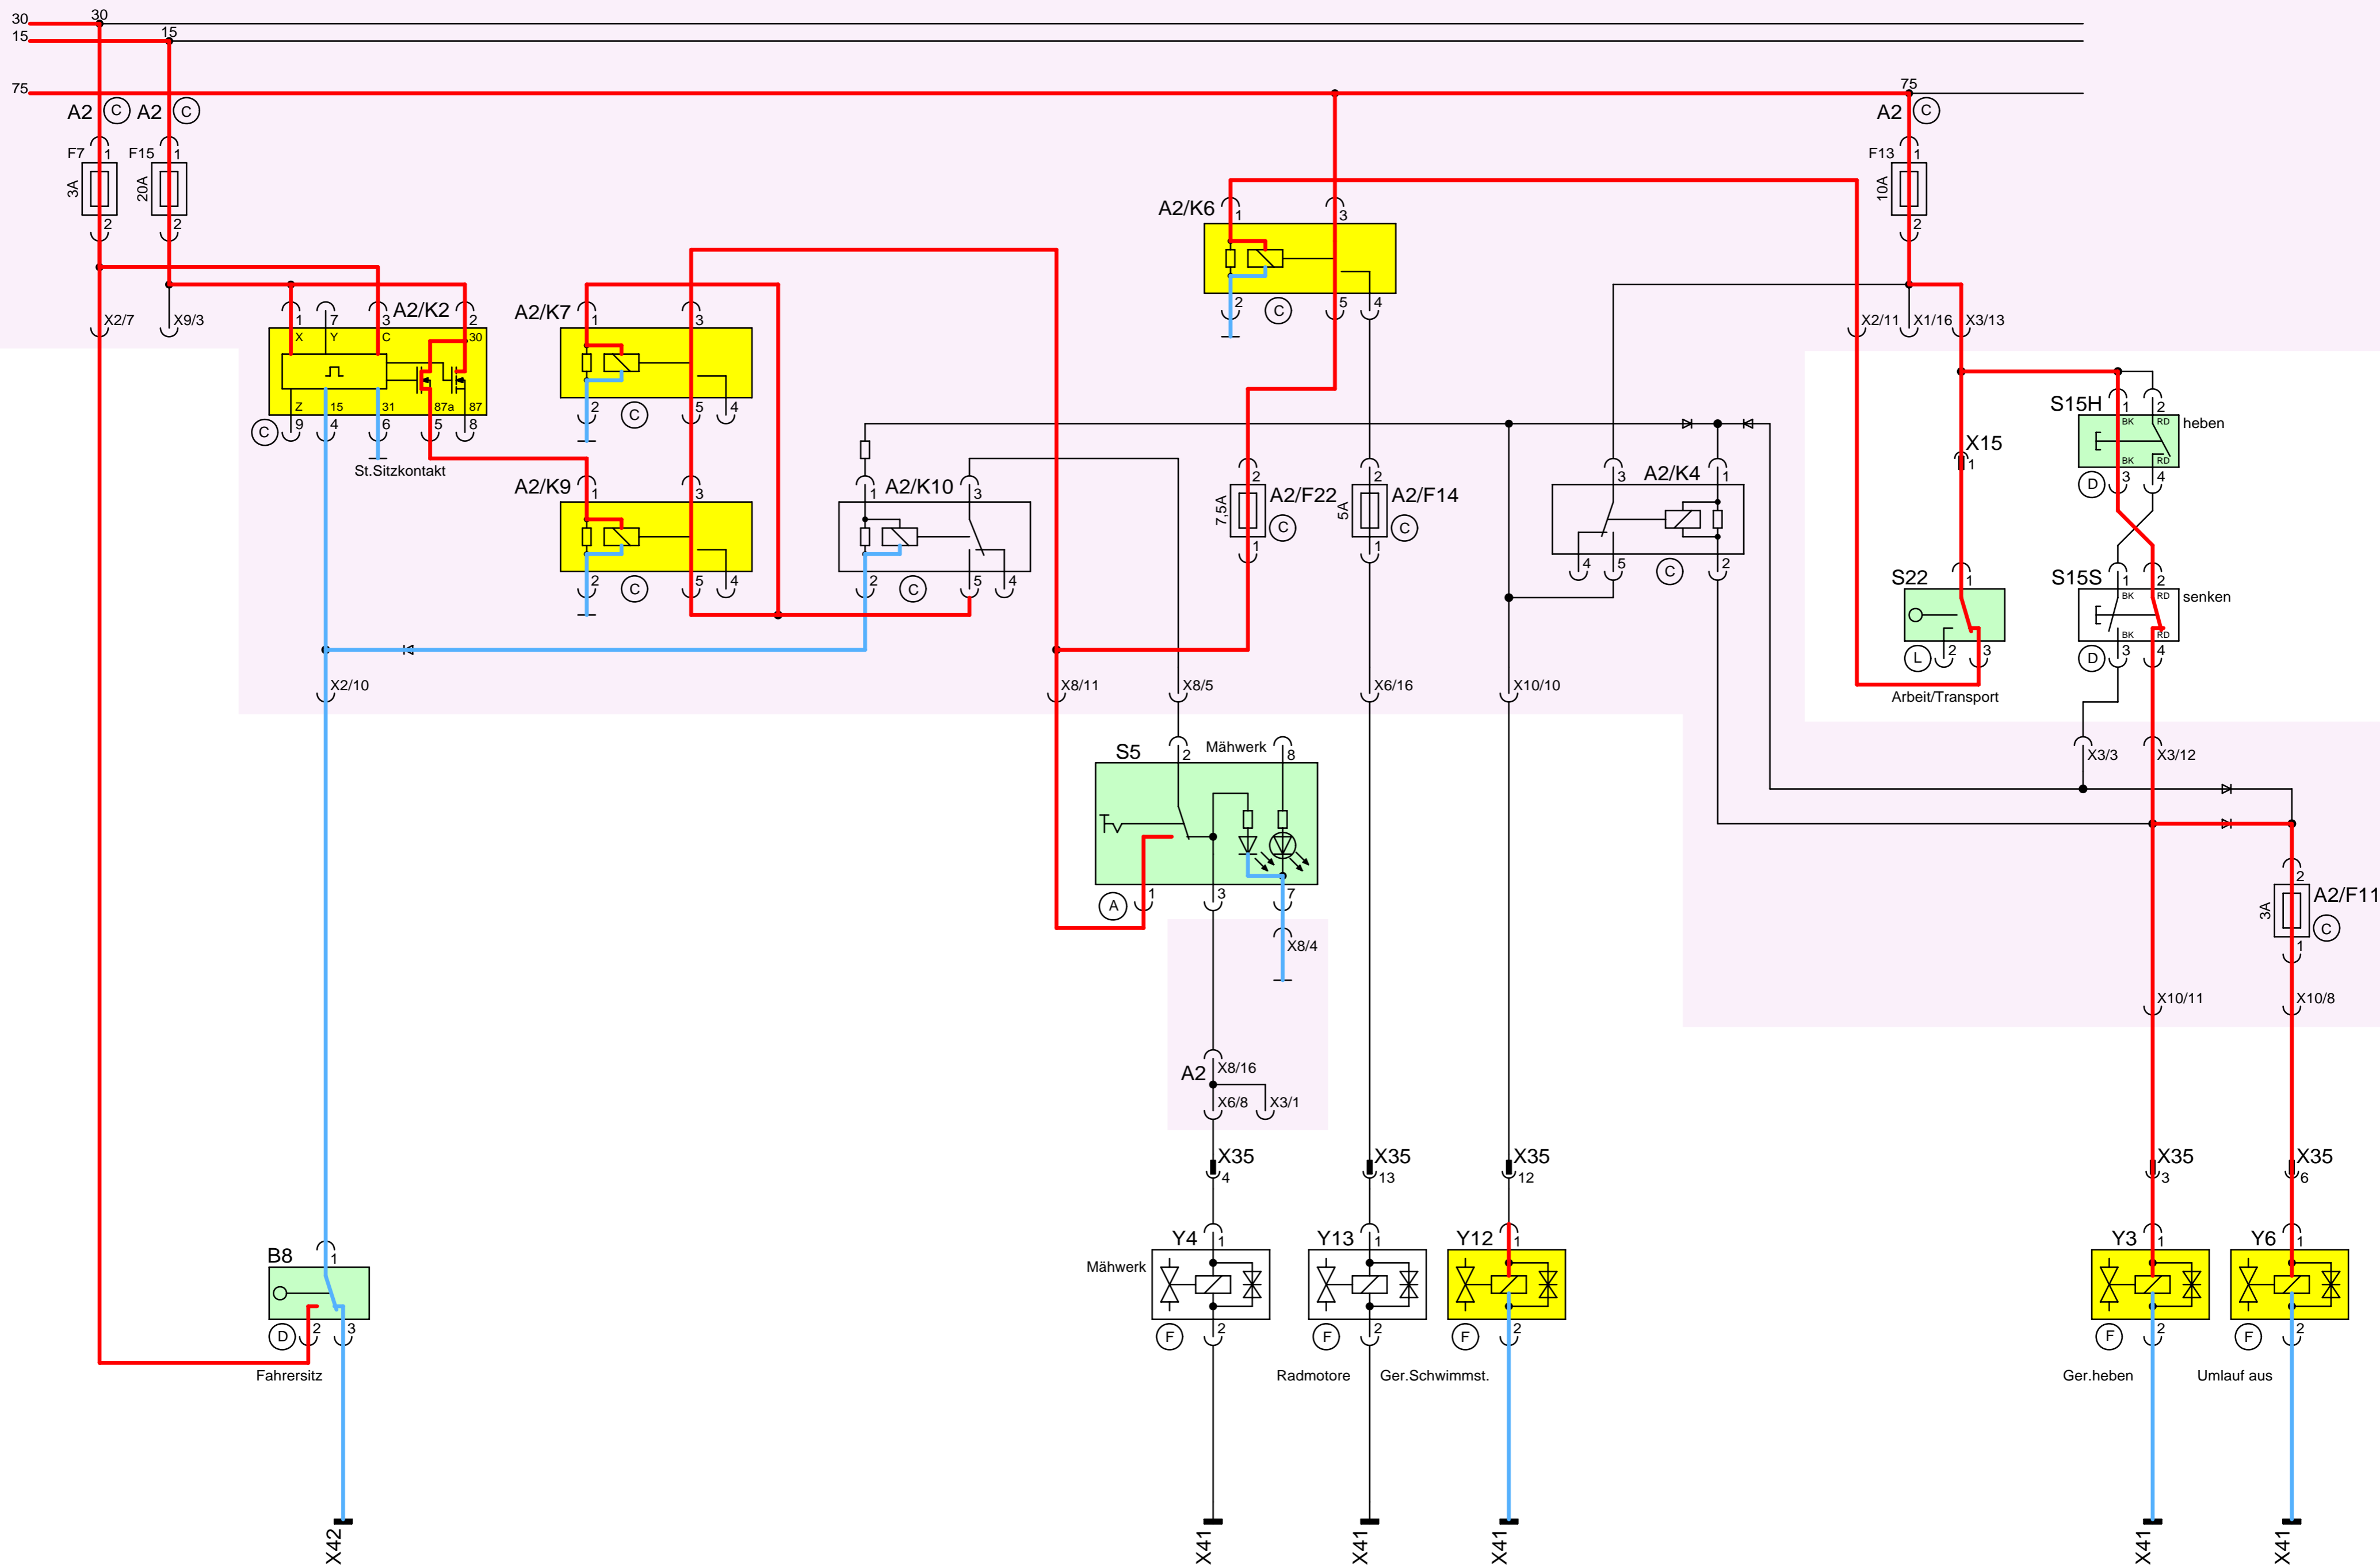 30 30
15 15
75 75
A2 C A2 C A2 C
F7 1 F15 1 F13 1
3A 20A 10A
2 2 2
A2/K6 1 3
2 C 5 4
X2/7 X9/3 X2/11 X1/16 X3/13
1 7 3 A2/K2 2
X Y C 30
Z 15 31 87a 87
C 9 4 6 5 8
St.Sitzkontakt
A2/K7 1 3
2 C 5 4
A2/K9 1 3
2 C 5 4
1 A2/K10 3
2 C 5 4
2 A2/F22 2 A2/F14
7,5A C 5A C
1 1
3 A2/K4 1
4 5 C 2
S15H 1 2 heben
BK RD
BK RD
D 3 4
X15
1
S22 1
L 2 3
Arbeit/Transport
S15S 1 2 senken
BK RD
BK RD
D 3 4
X2/10 X8/11 X8/5 X6/16 X10/10
X3/3 X3/12
S5 2 Mähwerk 8
A 1 3 7
X8/4
2 A2/F11
3A C
1
X10/11 X10/8
X8/16
A2
X6/8 X3/1
X35 X35 X35 X35 X35
4 13 12 3 6
B8 1
D 2 3
Fahrersitz
Y4 1 Y13 1 Y12 1 Y3 1 Y6 1
Mähwerk
F 2 F 2 F 2 F 2 F 2
Radmotore Ger.Schwimmst. Ger.heben Umlauf aus
X42 X41 X41 X41 X41 X41